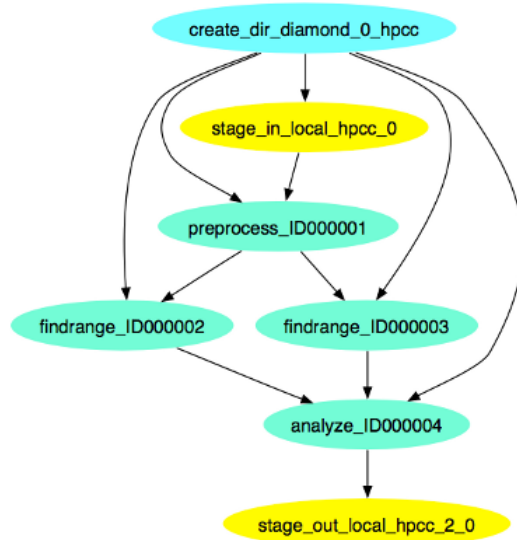 create_dir_diamond_0_hpcc
stage_in_local_hpcc_0
preprocess_ID000001
findrange_ID000002
findrange_ID000003
analyze_ID000004
stage_out_local_hpcc_2_0